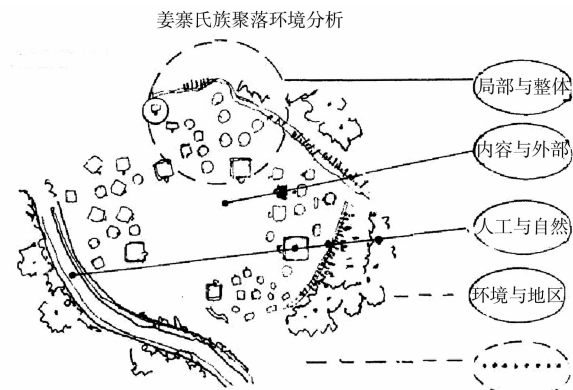 姜寨氏族聚落环境分析
局部与整体
内容与外部
人工与自然
环境与地区